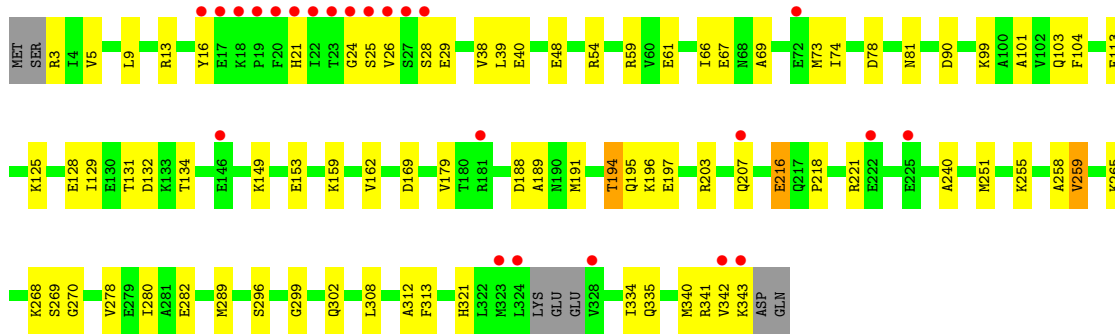 MET SER R3 I4 V5 L9 R13 Y16 E17 K18 P19 F20 H21 I22 T23 G24 S25 V26 S27 S28 E29 V38 L39 E40 E48 R54 R59 V60 E61 I66 E67 N68 A69 E72 M73 I74 D78 N81 D90 K99 A100 A101 V102 Q103 F104
K125 E128 I129 E130 T131 D132 K133 T134 E146 K149 E153 K159 V162 D169 V179 T180 R181 D188 A189 N190 M191 T194 Q195 K196 E197 R203 Q207 E216 Q217 P218 R221 E222 E225 A240 M251 K255 A258 V259
K268 S269 G270 V278 E279 I280 A281 E282 M289 S296 G299 Q302 L308 A312 F313 H321 L322 M323 L324 LYS GLU GLU V328 I334 Q335 M340 R341 V342 K343 ASP GLN